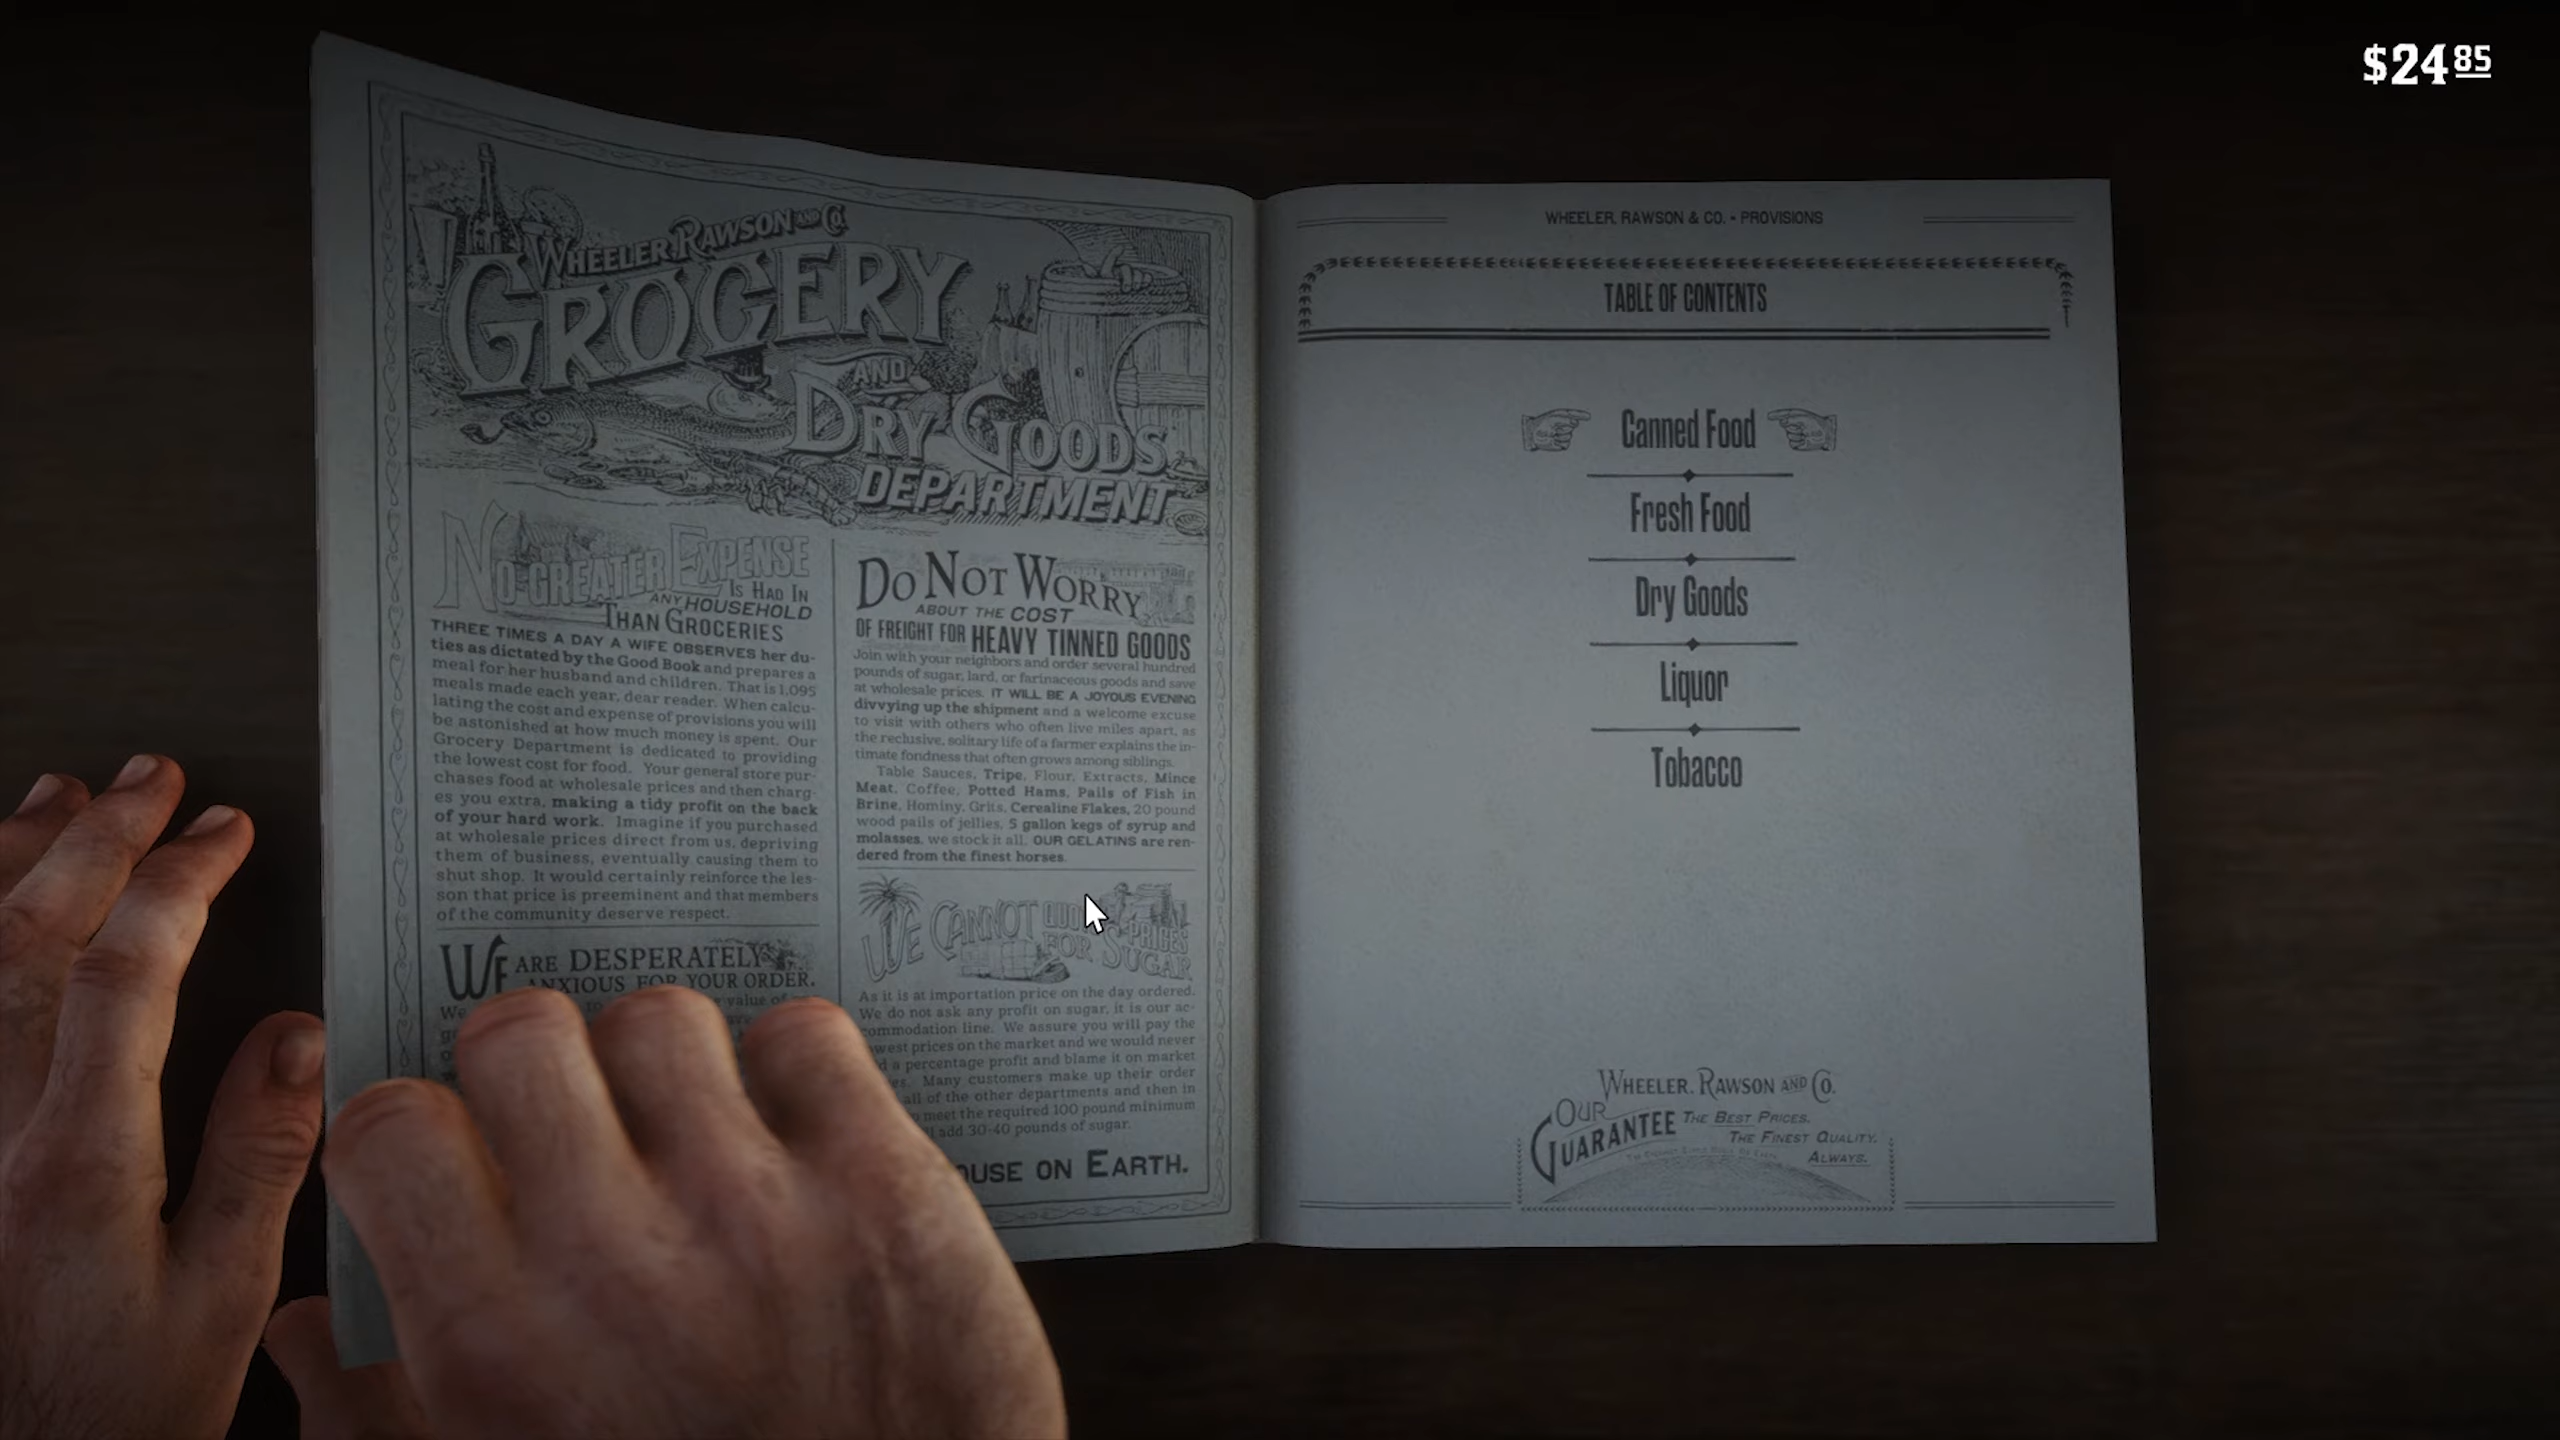 $24 85
WHEELER, RAWSON AND CO.
GROCERY
AND
DRY GOODS
DEPARTMENT
NO GREATER EXPENSE
IS HAD IN
ANY HOUSEHOLD
THAN GROCERIES
THREE TIMES A DAY A WIFE OBSERVES her du-
ties as dictated by the Good Book and prepares a
meal for her husband and children. That is 1,095
meals made each year, dear reader. When calcu-
lating the cost and expense of provisions you will
be astonished at how much money is spent. Our
Grocery Department is dedicated to providing
the lowest cost for food. Your general store pur-
chases food at wholesale prices and then charg-
es you extra, making a tidy profit on the back
of your hard work. Imagine if you purchased
at wholesale prices direct from us, depriving
them of business, eventually causing them to
shut shop. It would certainly reinforce the les-
son that price is preeminent and that members
of the community deserve respect.
WE ARE DESPERATELY
ANXIOUS FOR YOUR ORDER.
We
value of
DO NOT WORRY
ABOUT THE COST
OF FREIGHT FOR HEAVY TINNED GOODS
Join with your neighbors and order several hundred
pounds of sugar, lard, or farinaceous goods and save
at wholesale prices. IT WILL BE A JOYOUS EVENING
divvying up the shipment and a welcome excuse
to visit with others who often live miles apart, as
the reclusive, solitary life of a farmer explains the in-
timate fondness that often grows among siblings.
Table Sauces, Tripe, Flour, Extracts, Mince
Meat, Coffee, Potted Hams, Pails of Fish in
Brine, Hominy, Grits, Cerealine Flakes, 20 pound
wood pails of jellies, 5 gallon kegs of syrup and
molasses, we stock it all. OUR GELATINS are ren-
dered from the finest horses.
WE CANNOT QUOTE
PRICES
FOR SUGAR
As it is at importation price on the day ordered.
We do not ask any profit on sugar, it is our ac-
commodation line. We assure you will pay the
west prices on the market and we would never
d a percentage profit and blame it on market
es. Many customers make up their order
all of the other departments and then in
meet the required 100 pound minimum
add 30-40 pounds of sugar.
OUSE ON EARTH.
WHEELER, RAWSON & CO. • PROVISIONS
TABLE OF CONTENTS
Canned Food
Fresh Food
Dry Goods
Liquor
Tobacco
WHEELER, RAWSON AND CO.
OUR
GUARANTEE THE BEST PRICES,
THE FINEST QUALITY.
ALWAYS.